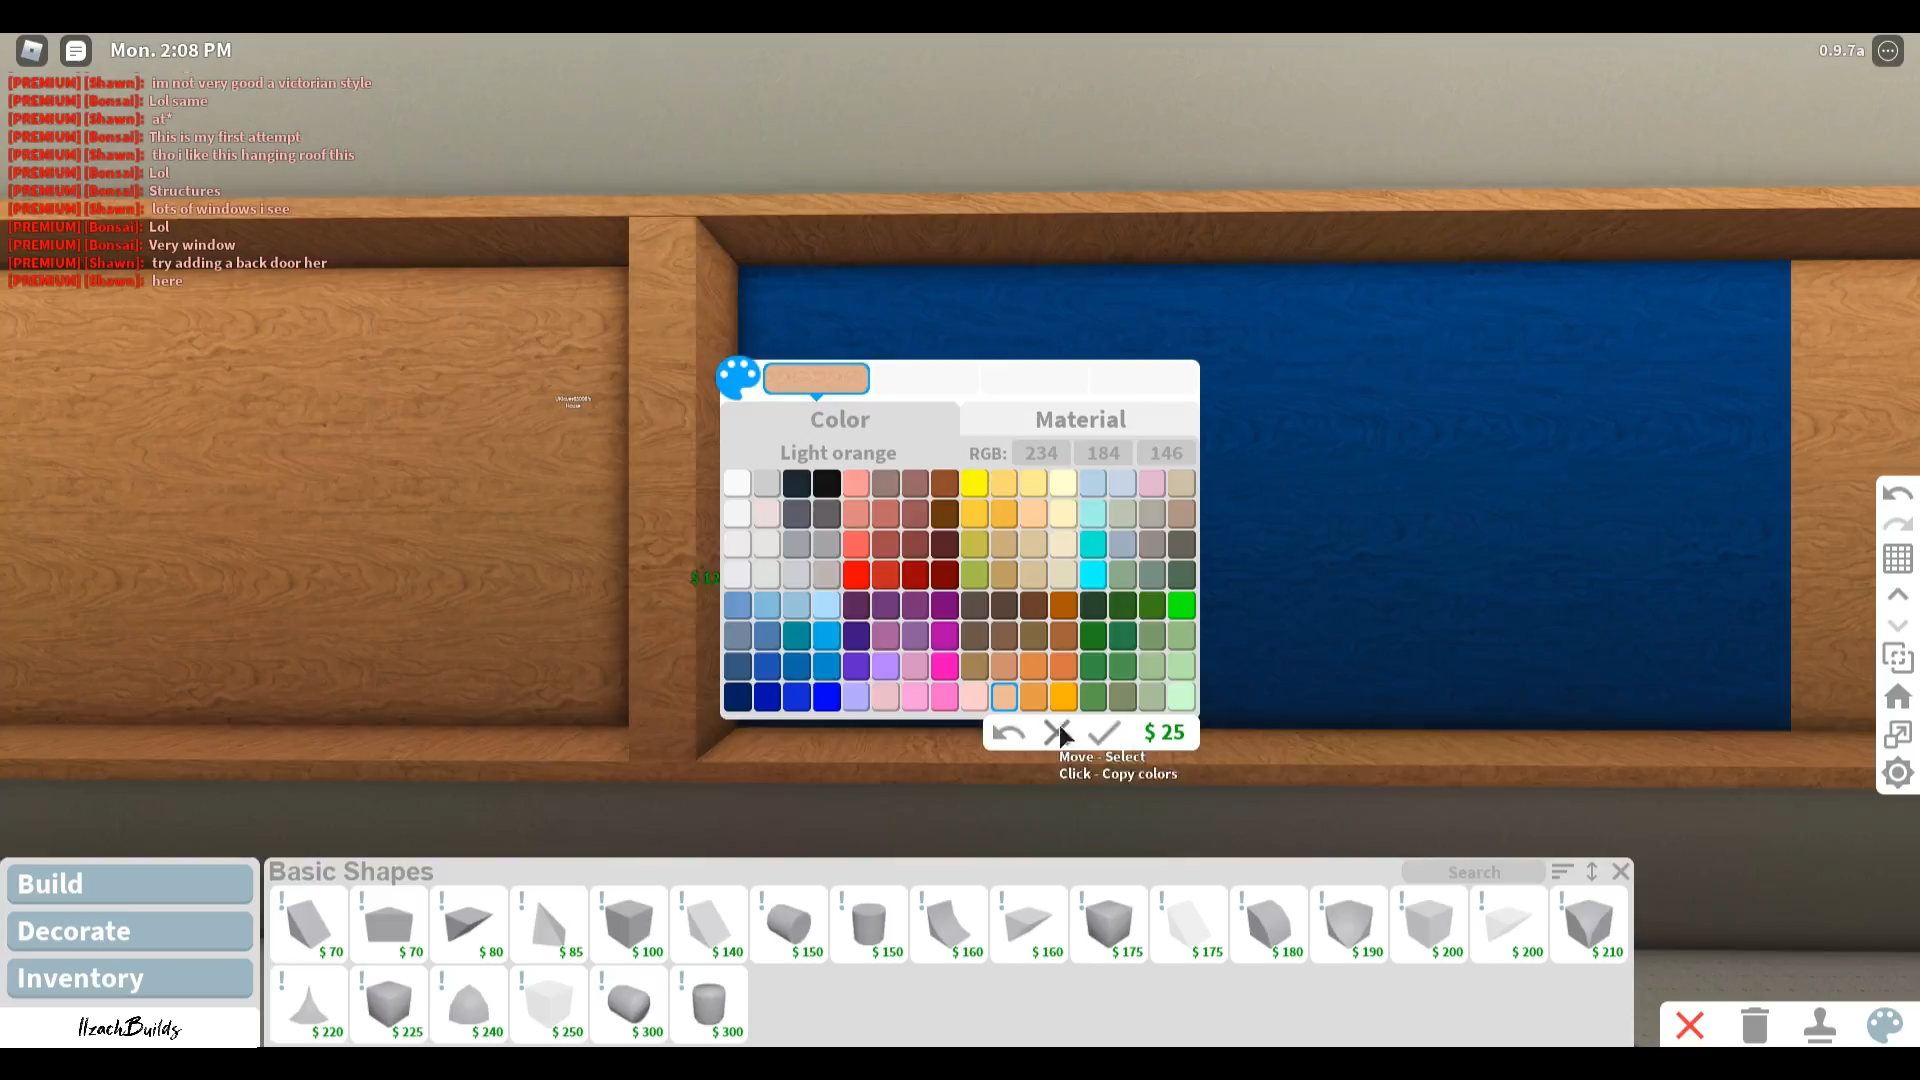 Mon. 2:08 PM
0.9.7a
[PREMIUM] [Shawn]: im not very good a victorian style
[PREMIUM] [Bonsai]: Lol same
[PREMIUM] [Shawn]: at*
[PREMIUM] [Bonsai]: This is my first attempt
[PREMIUM] [Shawn]: tho i like this hanging roof this
[PREMIUM] [Bonsai]: Lol
[PREMIUM] [Bonsai]: Structures
[PREMIUM] [Shawn]: lots of windows i see
[PREMIUM] [Bonsai]: Lol
[PREMIUM] [Bonsai]: Very window
[PREMIUM] [Shawn]: try adding a back door her
[PREMIUM] [Shawn]: here
House
Color
Material
Light orange
RGB: 234 184 146
$ 25
Move - Select
Click - Copy colors
Build
Decorate
Inventory
IIzachBuilds
Basic Shapes
Search
$ 70 $ 70 $ 80 $ 85 $ 100 $ 140 $ 150 $ 150 $ 160 $ 160 $ 175 $ 175 $ 180 $ 190 $ 200 $ 200 $ 210
$ 220 $ 225 $ 240 $ 250 $ 300 $ 300